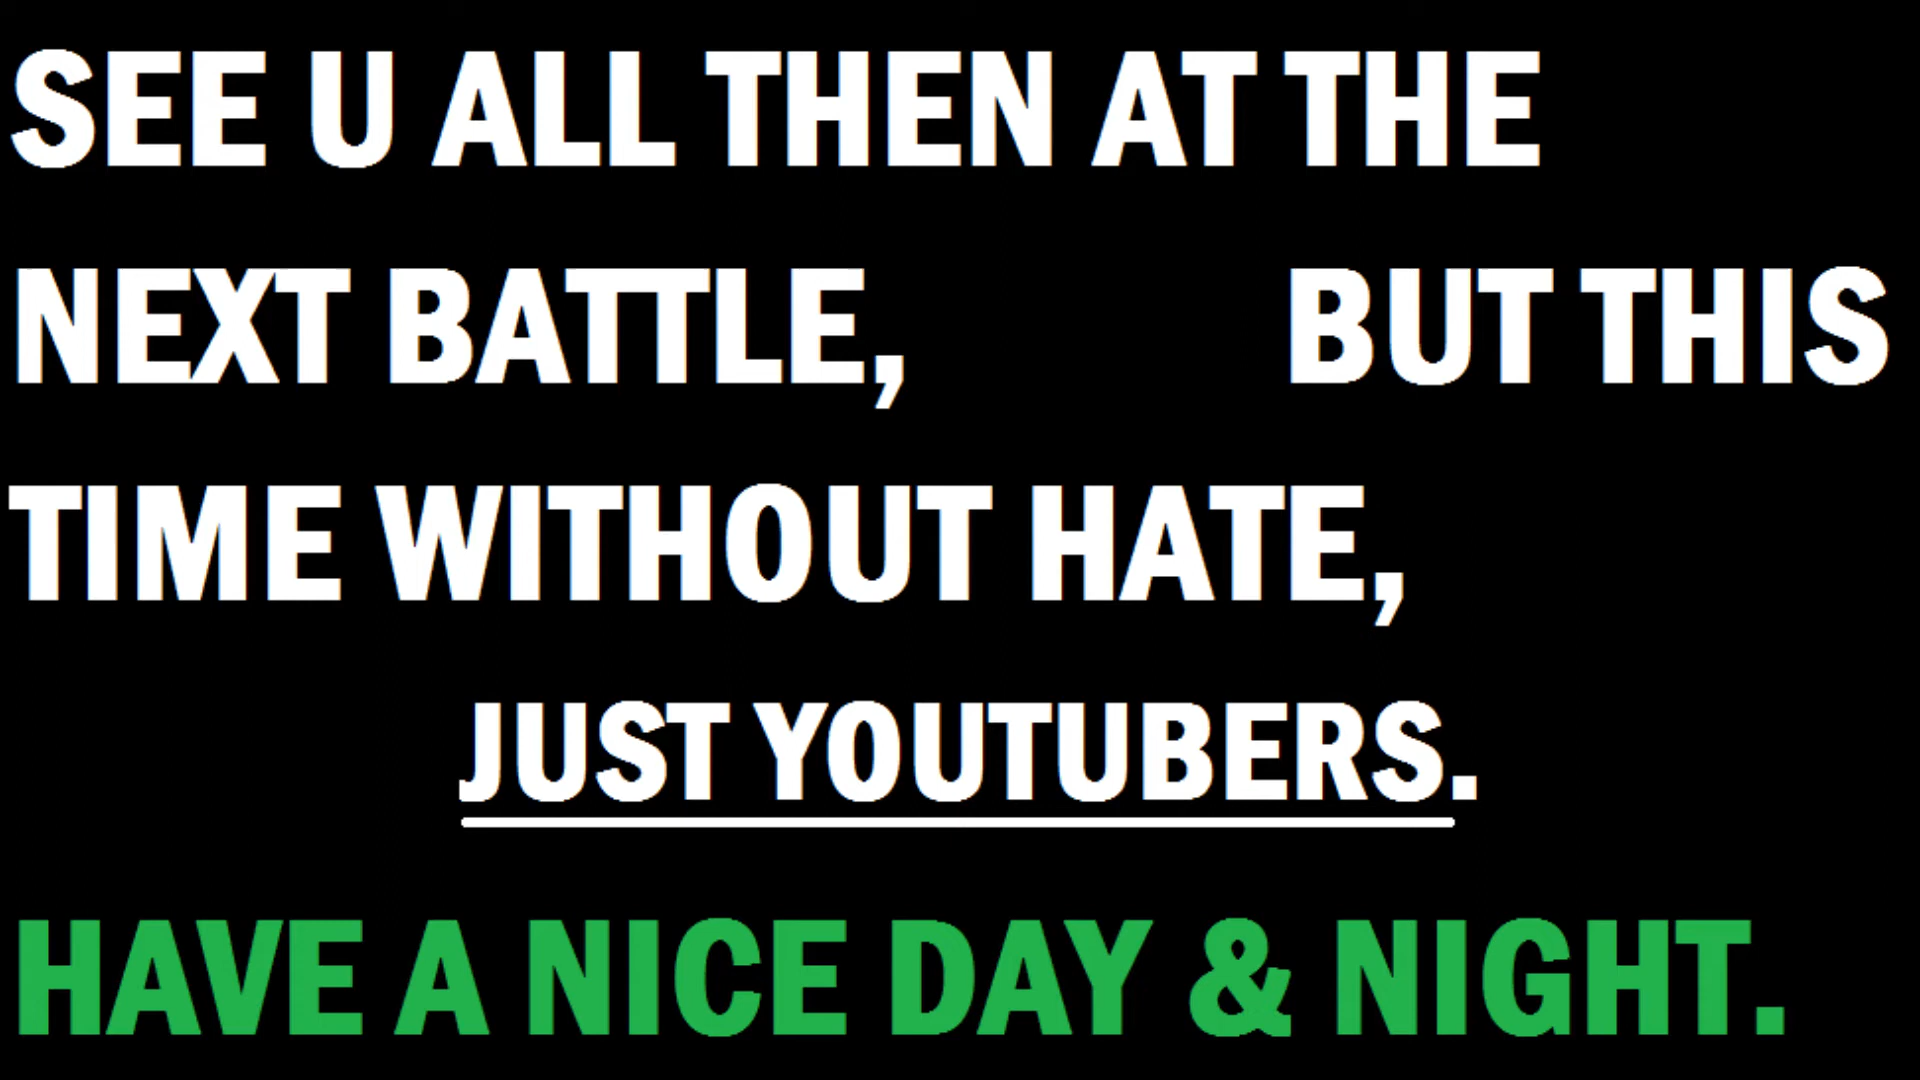 SEE U ALL THEN AT THE
NEXT BATTLE, BUT THIS
TIME WITHOUT HATE,
JUST YOUTUBERS.
HAVE A NICE DAY & NIGHT.